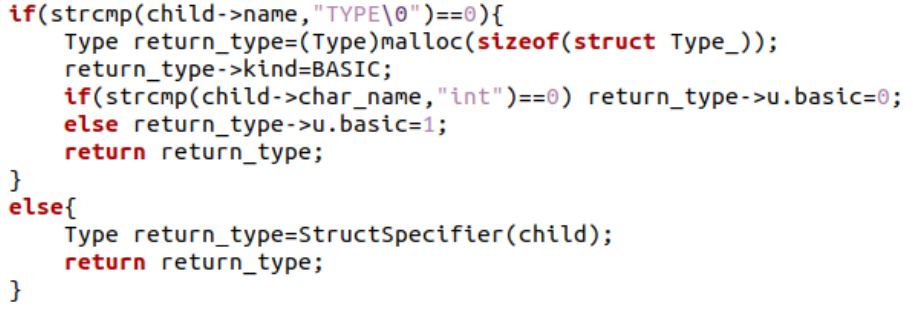 if(strcmp(child->name,"TYPE\0")==0){
    Type return_type=(Type)malloc(sizeof(struct Type_));
    return_type->kind=BASIC;
    if(strcmp(child->char_name,"int")==0) return_type->u.basic=0;
    else return_type->u.basic=1;
    return return_type;
}
else{
    Type return_type=StructSpecifier(child);
    return return_type;
}